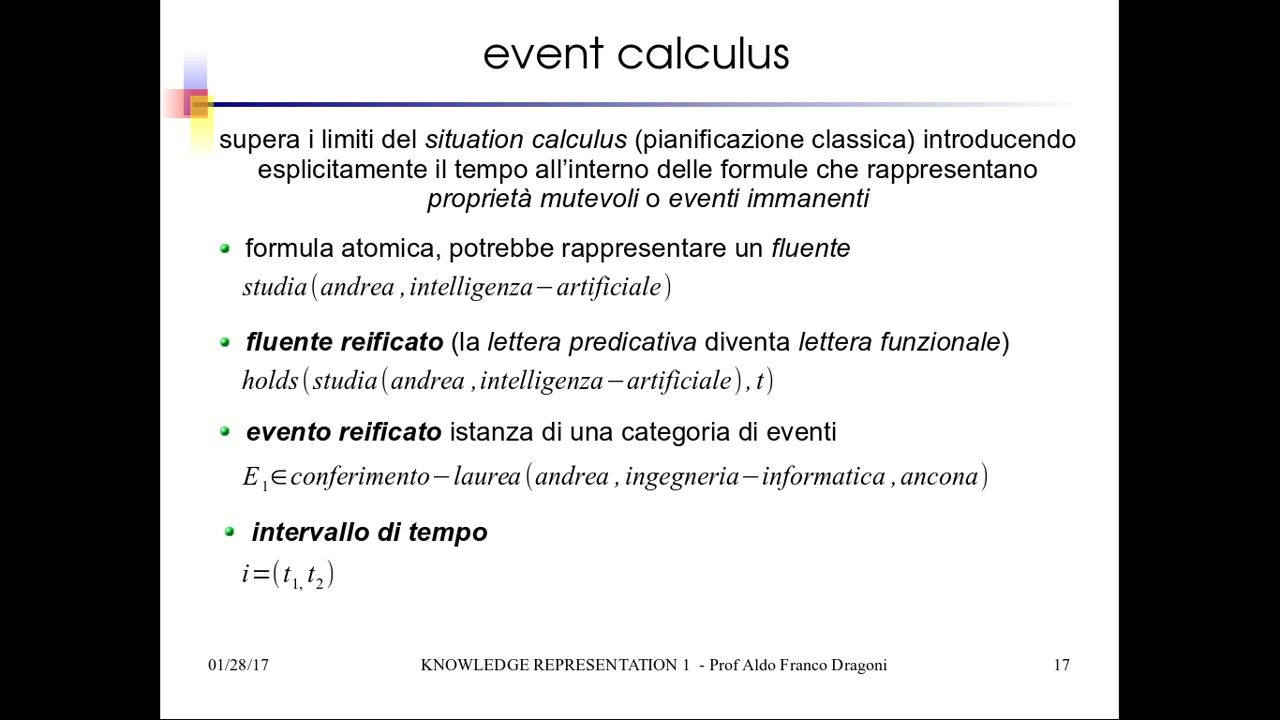 event calculus
supera i limiti del situation calculus (pianificazione classica) introducendo
esplicitamente il tempo all’interno delle formule che rappresentano
proprietà mutevoli o eventi immanenti
formula atomica, potrebbe rappresentare un fluente
studia(andrea ,intelligenza−artificiale)
fluente reificato (la lettera predicativa diventa lettera funzionale)
holds(studia(andrea ,intelligenza−artificiale),t)
evento reificato istanza di una categoria di eventi
E₁∈conferimento−laurea(andrea ,ingegneria−informatica ,ancona)
intervallo di tempo
i=(t₁, t₂)
01/28/17 KNOWLEDGE REPRESENTATION 1 - Prof Aldo Franco Dragoni 17